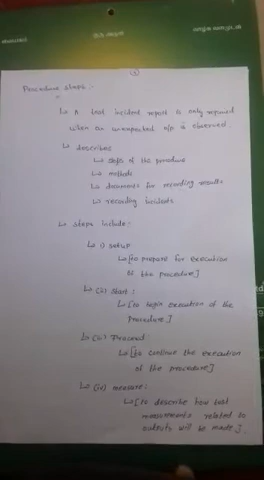 Procedure steps :-
↳ A test incident report is only required
when an unexpected o/p is observed.
↳ describes
↳ steps of the procedure
↳ methods
↳ documents for recording results
↳ recording incidents
↳ steps include :-
↳ i) setup
↳ [to prepare for execution
of the procedure]
↳ (ii) Start :
↳ [to begin execution of the
procedure]
↳ (iii) Proceed
↳ [to continue the execution
of the procedure]
↳ (iv) measure :
↳ [to describe how test
measurements related to
outputs will be made].